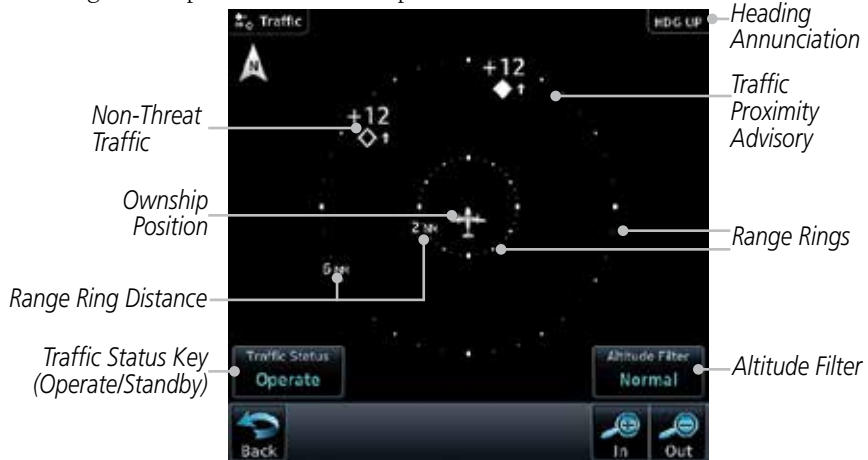 Traffic
HDG UP
Heading
Annunciation
N
+12
Traffic
Proximity
Advisory
+12
Non-Threat
Traffic
Ownship
Position
2 NM
Range Rings
6 NM
Range Ring Distance
Traffic Status Key
(Operate/Standby)
Traffic Status
Operate
Altitude Filter
Normal
Altitude Filter
Back
In
Out